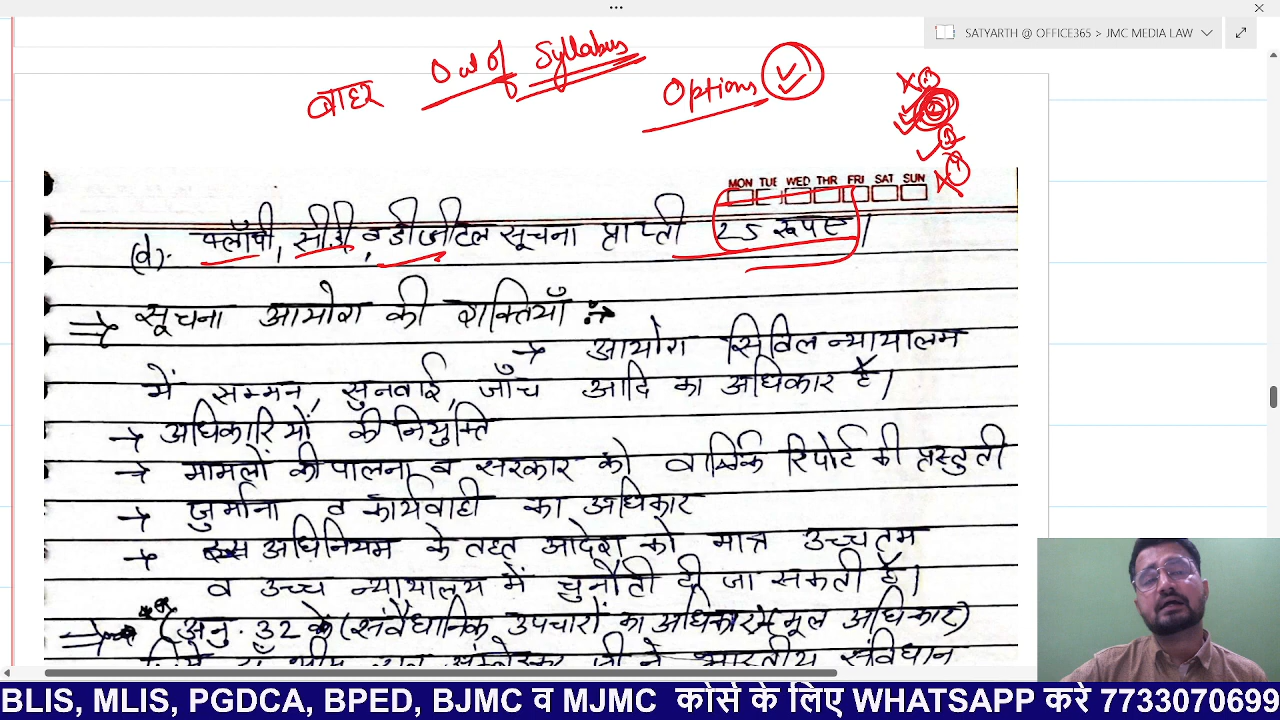 SATYARTH @ OFFICE365 > JMC MEDIA LAW
बाहर Out of Syllabus
Options
MON TUE WED THR FRI SAT SUN
(d). फ्लॉपी, सी.डी, व डीजीटल सूचना प्राप्ती 25 रूपए।
⇒ सूचना आयोग की शक्तियाँ :→
→ आयोग सिविल न्यायालय
में सम्मन, सुनवाई, जाँच आदि का अधिकार है।
→ अधिकारियों की नियुक्ति
→ मामलों की पालना व सरकार को वार्षिक रिपोर्ट की प्रस्तुती
→ जुर्माना व कार्यवाही का अधिकार
→ इस अधिनियम के तहत आदेश को मात्र उच्चतम
व उच्च न्यायालय में चुनौती दी जा सकती है।
⇒ (अनु. 32 के (संवैधानिक उपचारों का अधिकार में मूल अधिकार)
भारतीय संविधान
BLIS, MLIS, PGDCA, BPED, BJMC व MJMC कोर्स के लिए WHATSAPP करे 7733070699